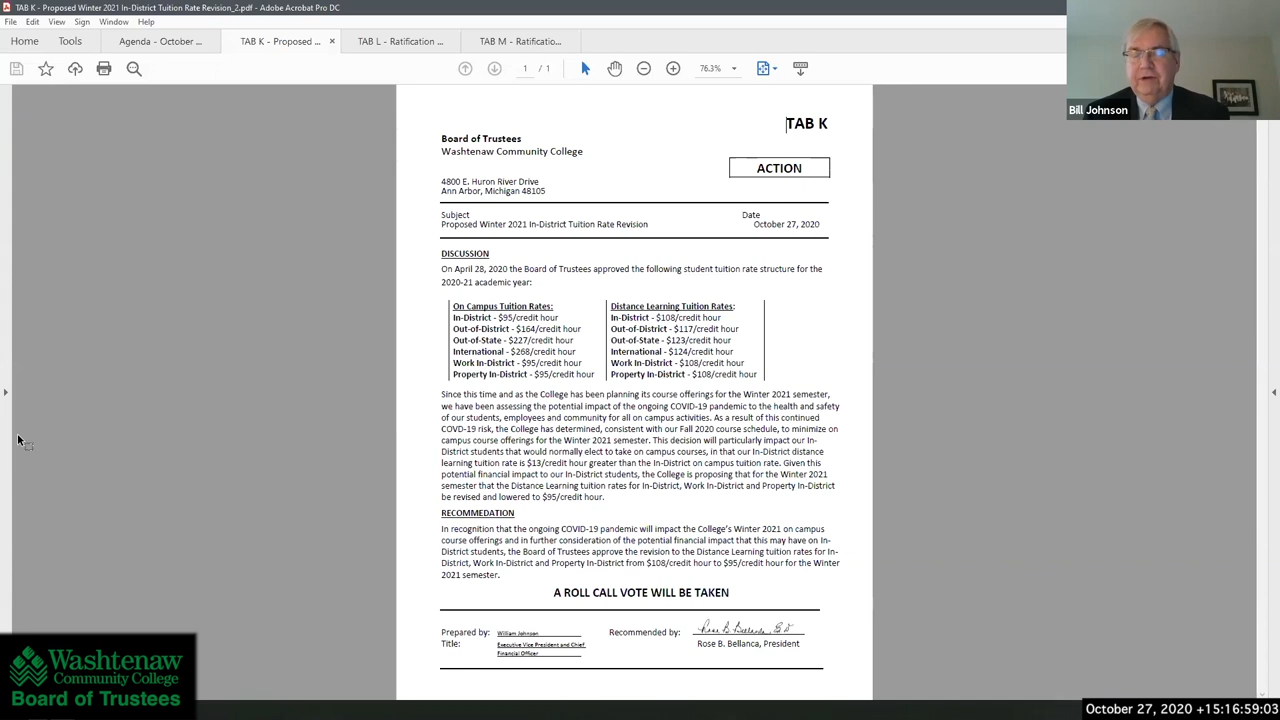 TAB K - Proposed Winter 2021 In-District Tuition Rate Revision_2.pdf - Adobe Acrobat Pro DC
File Edit View Sign Window Help
Home Tools Agenda - October ... TAB K - Proposed ... × TAB L - Ratification ... TAB M - Ratificatio...
1 / 1 76.3%
Bill Johnson
TAB K
Board of Trustees
Washtenaw Community College
ACTION
4800 E. Huron River Drive
Ann Arbor, Michigan 48105
Subject Date
Proposed Winter 2021 In-District Tuition Rate Revision October 27, 2020
DISCUSSION
On April 28, 2020 the Board of Trustees approved the following student tuition rate structure for the
2020-21 academic year:
On Campus Tuition Rates:
In-District - $95/credit hour
Out-of-District - $164/credit hour
Out-of-State - $227/credit hour
International - $268/credit hour
Work In-District - $95/credit hour
Property In-District - $95/credit hour
Distance Learning Tuition Rates:
In-District - $108/credit hour
Out-of-District - $117/credit hour
Out-of-State - $123/credit hour
International - $124/credit hour
Work In-District - $108/credit hour
Property In-District - $108/credit hour
Since this time and as the College has been planning its course offerings for the Winter 2021 semester,
we have been assessing the potential impact of the ongoing COVID-19 pandemic to the health and safety
of our students, employees and community for all on campus activities. As a result of this continued
COVD-19 risk, the College has determined, consistent with our Fall 2020 course schedule, to minimize on
campus course offerings for the Winter 2021 semester. This decision will particularly impact our In-
District students that would normally elect to take on campus courses, in that our In-District distance
learning tuition rate is $13/credit hour greater than the In-District on campus tuition rate. Given this
potential financial impact to our In-District students, the College is proposing that for the Winter 2021
semester that the Distance Learning tuition rates for In-District, Work In-District and Property In-District
be revised and lowered to $95/credit hour.
RECOMMEDATION
In recognition that the ongoing COVID-19 pandemic will impact the College's Winter 2021 on campus
course offerings and in further consideration of the potential financial impact that this may have on In-
District students, the Board of Trustees approve the revision to the Distance Learning tuition rates for In-
District, Work In-District and Property In-District from $108/credit hour to $95/credit hour for the Winter
2021 semester.
A ROLL CALL VOTE WILL BE TAKEN
Prepared by: William Johnson Recommended by: Rose B. Bellanca, Ed.D.
Title: Executive Vice President and Chief Rose B. Bellanca, President
Financial Officer
Washtenaw
Community College
Board of Trustees
October 27, 2020 +15:16:59:03